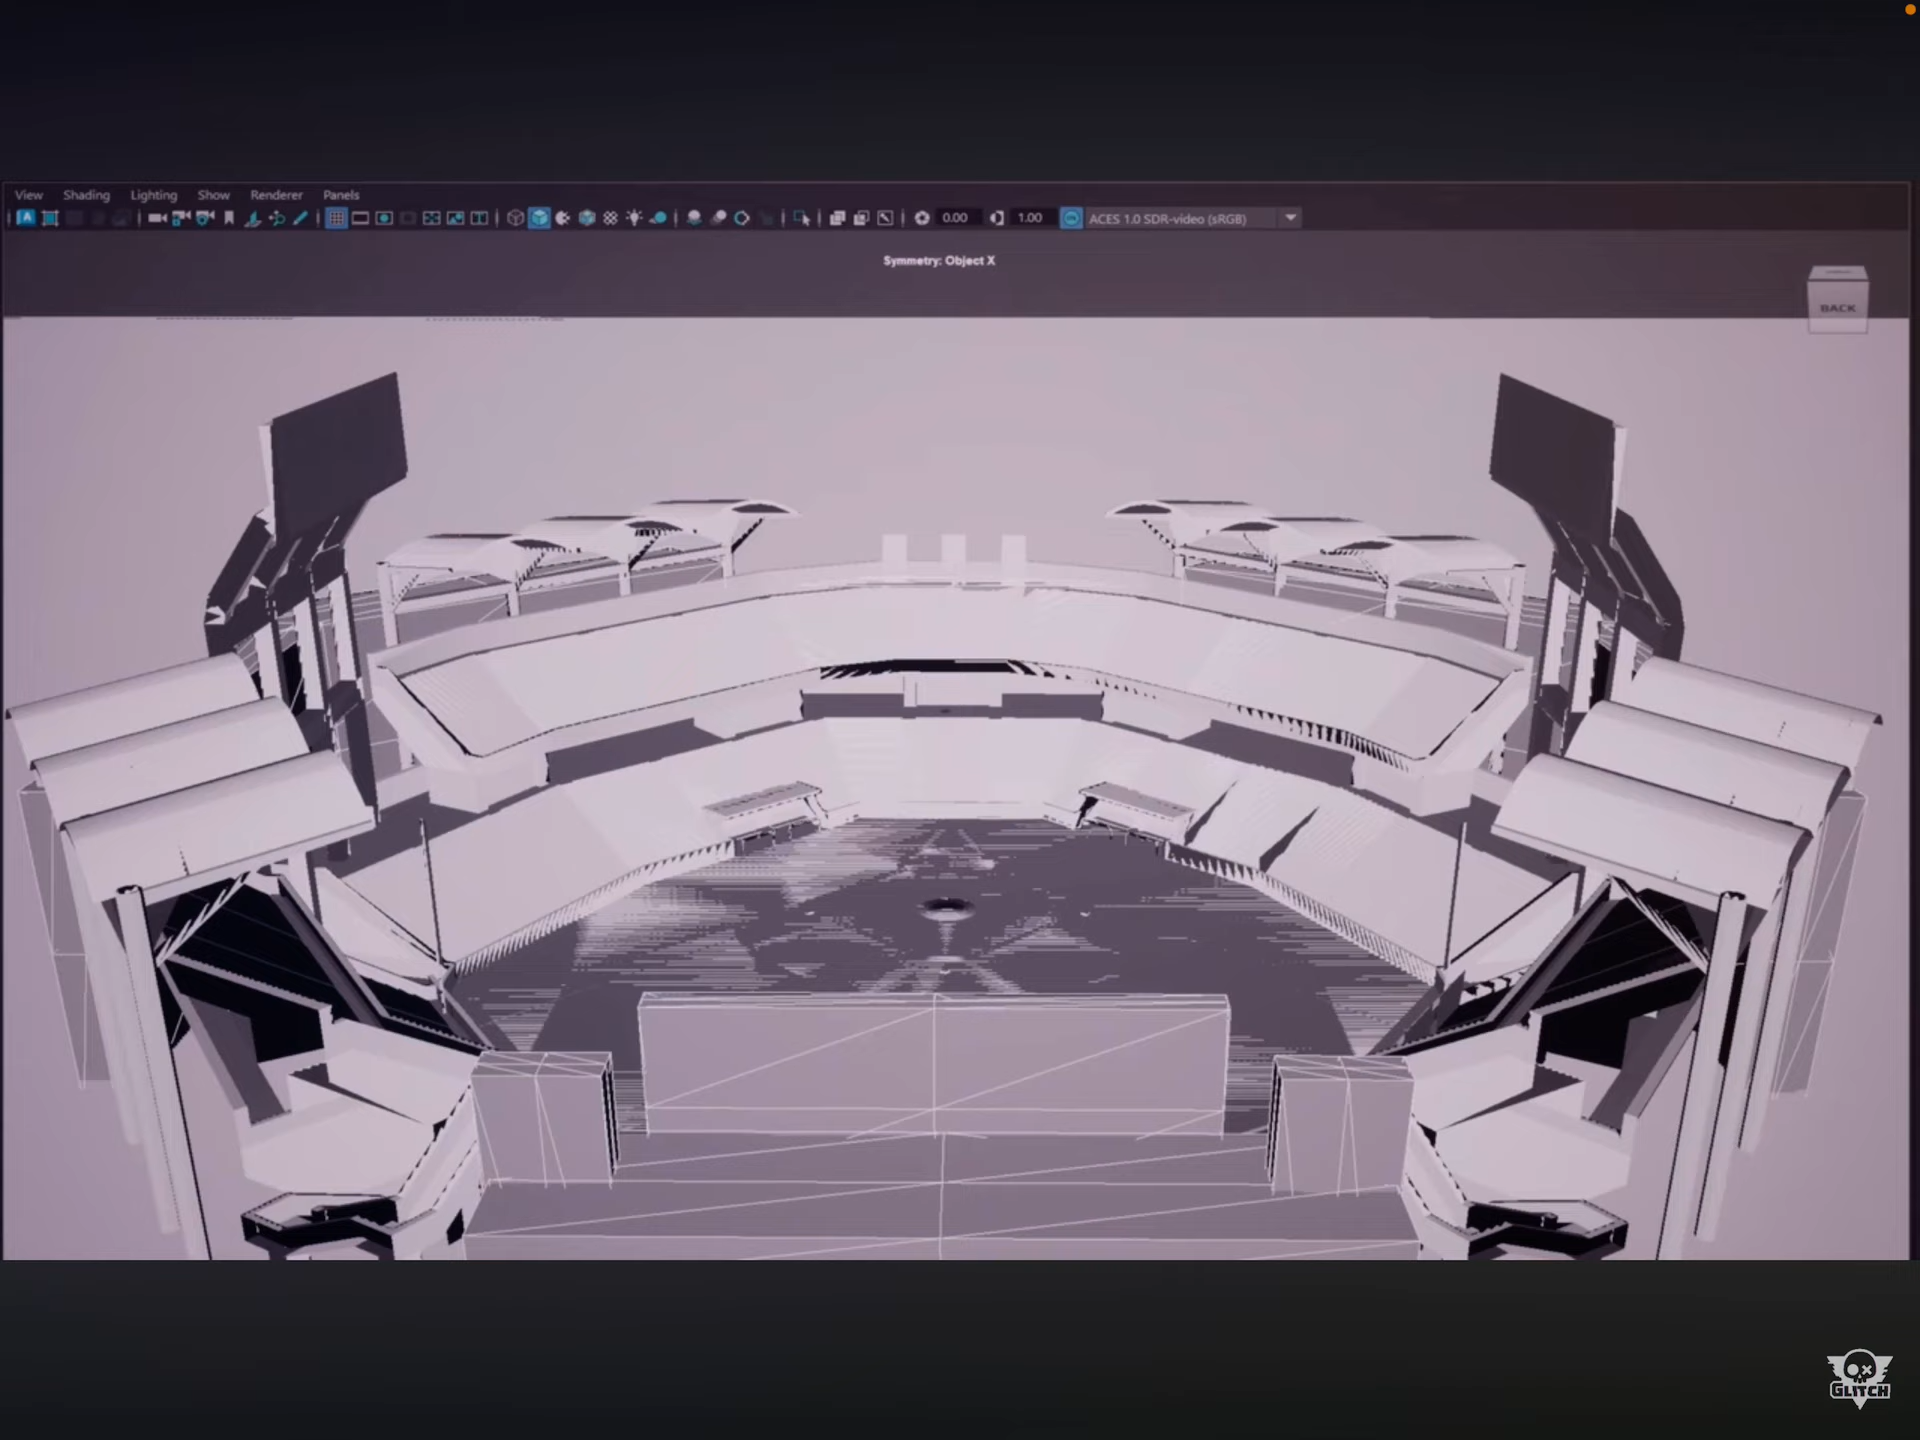 View Shading Lighting Show Renderer Panels
0.00 1.00 ACES 1.0 SDR-video (sRGB)
Symmetry: Object X
BACK
GLITCH